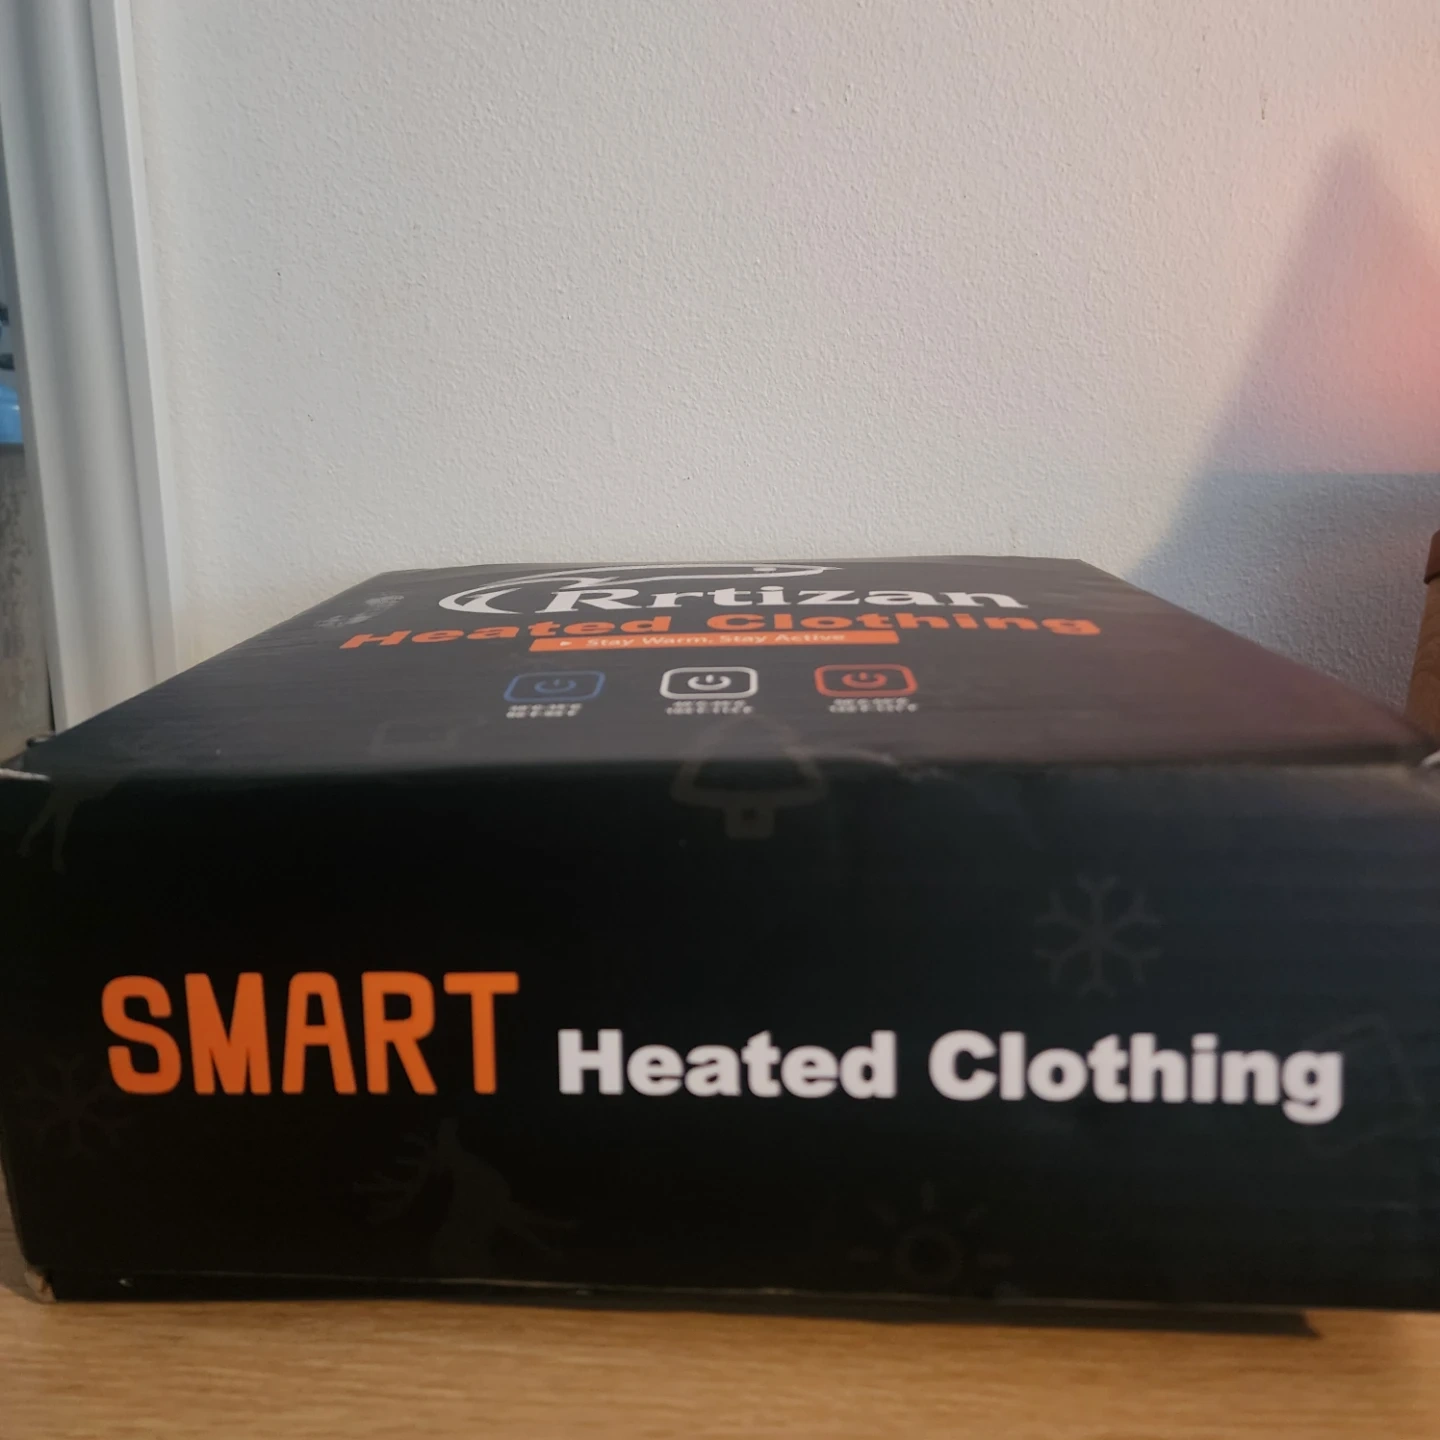 Rrtizan
Heated Clothing
Stay Warm, Stay Active
SMART Heated Clothing